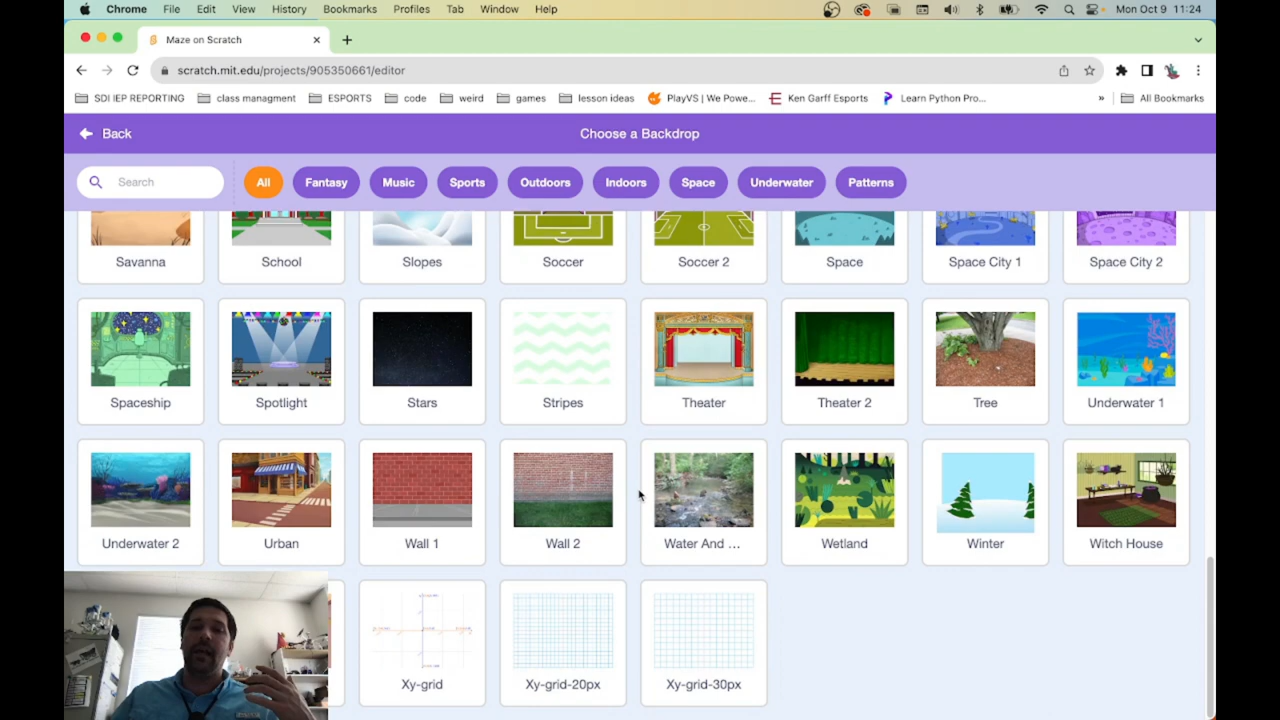 Chrome File Edit View History Bookmarks Profiles Tab Window Help Mon Oct 9 11:24
Maze on Scratch
scratch.mit.edu/projects/905350661/editor
SDI IEP REPORTING class managment ESPORTS code weird games lesson ideas PlayVS | We Powe... Ken Garff Esports Learn Python Pro... » All Bookmarks
Back Choose a Backdrop
Search All Fantasy Music Sports Outdoors Indoors Space Underwater Patterns
Savanna School Slopes Soccer Soccer 2 Space Space City 1 Space City 2
Spaceship Spotlight Stars Stripes Theater Theater 2 Tree Underwater 1
Underwater 2 Urban Wall 1 Wall 2 Water And ... Wetland Winter Witch House
Xy-grid Xy-grid-20px Xy-grid-30px